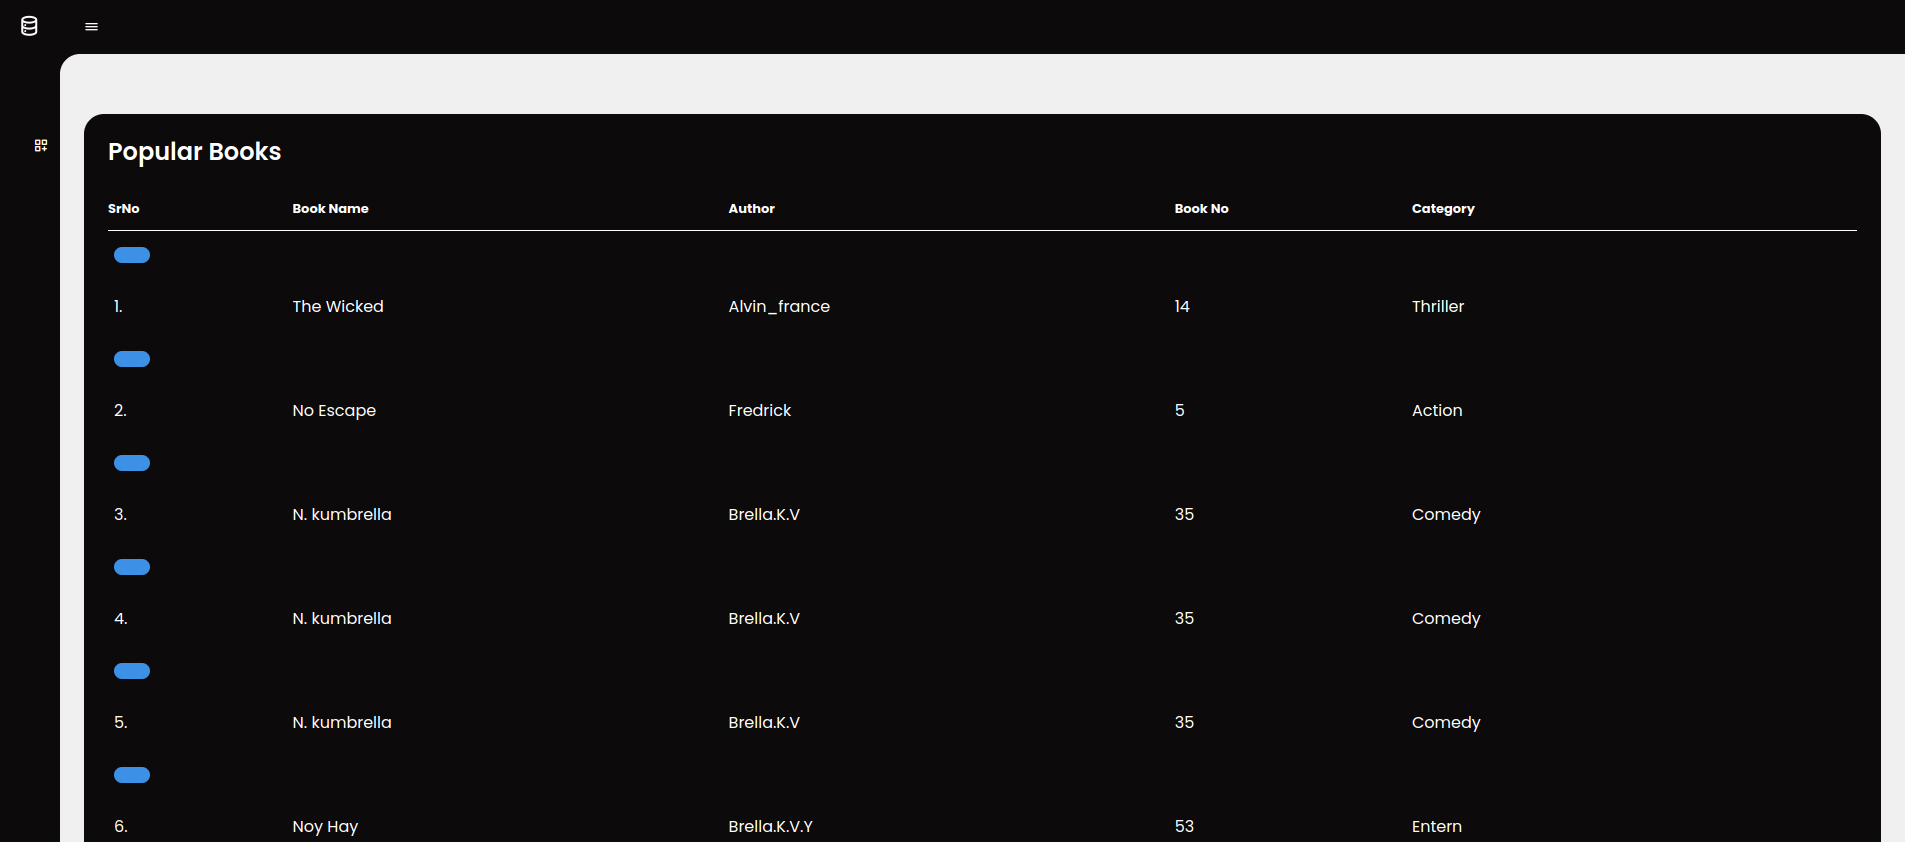 Popular Books
SrNo Book Name Author Book No Category
1. The Wicked Alvin_france 14 Thriller
2. No Escape Fredrick 5 Action
3. N. kumbrella Brella.K.V 35 Comedy
4. N. kumbrella Brella.K.V 35 Comedy
5. N. kumbrella Brella.K.V 35 Comedy
6. Noy Hay Brella.K.V.Y 53 Entern